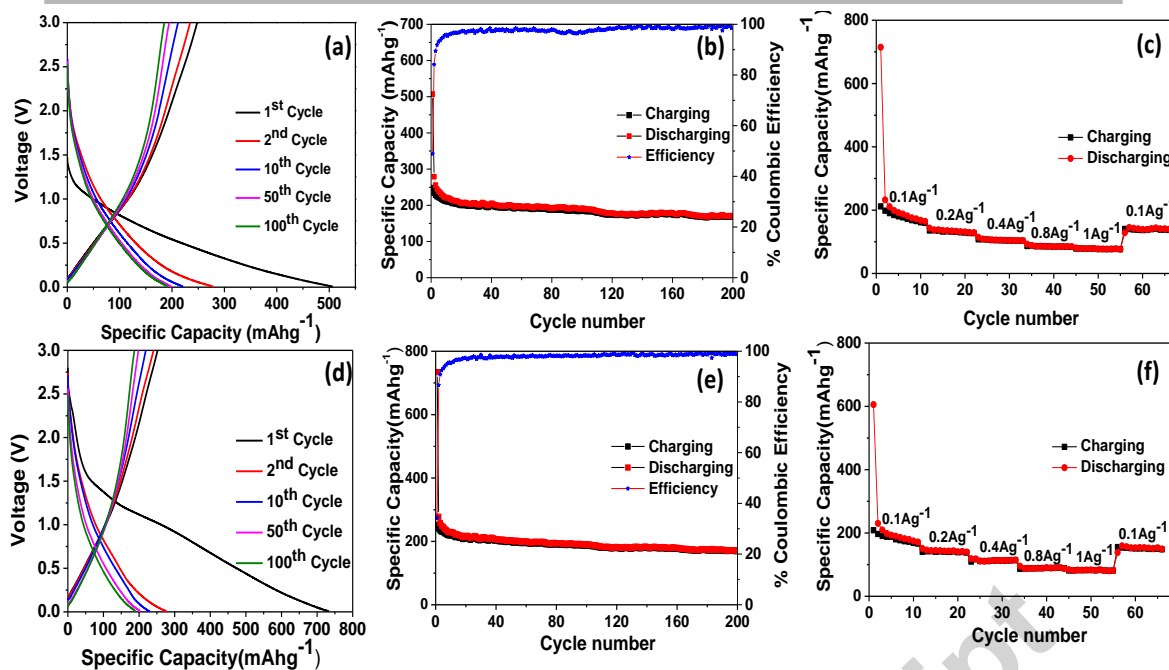 (a)
Voltage (V)
3.0
2.5
2.0
1.5
1.0
0.5
0.0
1st Cycle
2nd Cycle
10th Cycle
50th Cycle
100th Cycle
0 100 200 300 400 500
Specific Capacity (mAhg-1)
(b)
Specific Capacity (mAhg-1)
700
600
500
400
300
200
100
0
Charging
Discharging
Efficiency
100
80
60
40
20
0
% Coulombic Efficiency
0 40 80 120 160 200
Cycle number
(c)
Specific Capacity(mAhg-1)
800
600
400
200
0
Charging
Discharging
0.1Ag-1
0.2Ag-1
0.4Ag-1
0.8Ag-1
1Ag-1
0.1Ag-1
0 10 20 30 40 50 60
Cycle number
(d)
Voltage (V)
3.0
2.5
2.0
1.5
1.0
0.5
0.0
1st Cycle
2nd Cycle
10th Cycle
50th Cycle
100th Cycle
0 100 200 300 400 500 600 700 800
Specific Capacity(mAhg-1)
(e)
Specific Capacity(mAhg-1)
800
600
400
200
0
Charging
Discharging
Efficiency
100
80
60
40
20
0
% Coulombic Efficiency
0 40 80 120 160 200
Cycle number
(f)
Specific Capacity(mAhg-1)
800
600
400
200
0
Charging
Discharging
0.1Ag-1
0.2Ag-1
0.4Ag-1
0.8Ag-1
1Ag-1
0.1Ag-1
0 10 20 30 40 50 60
Cycle number